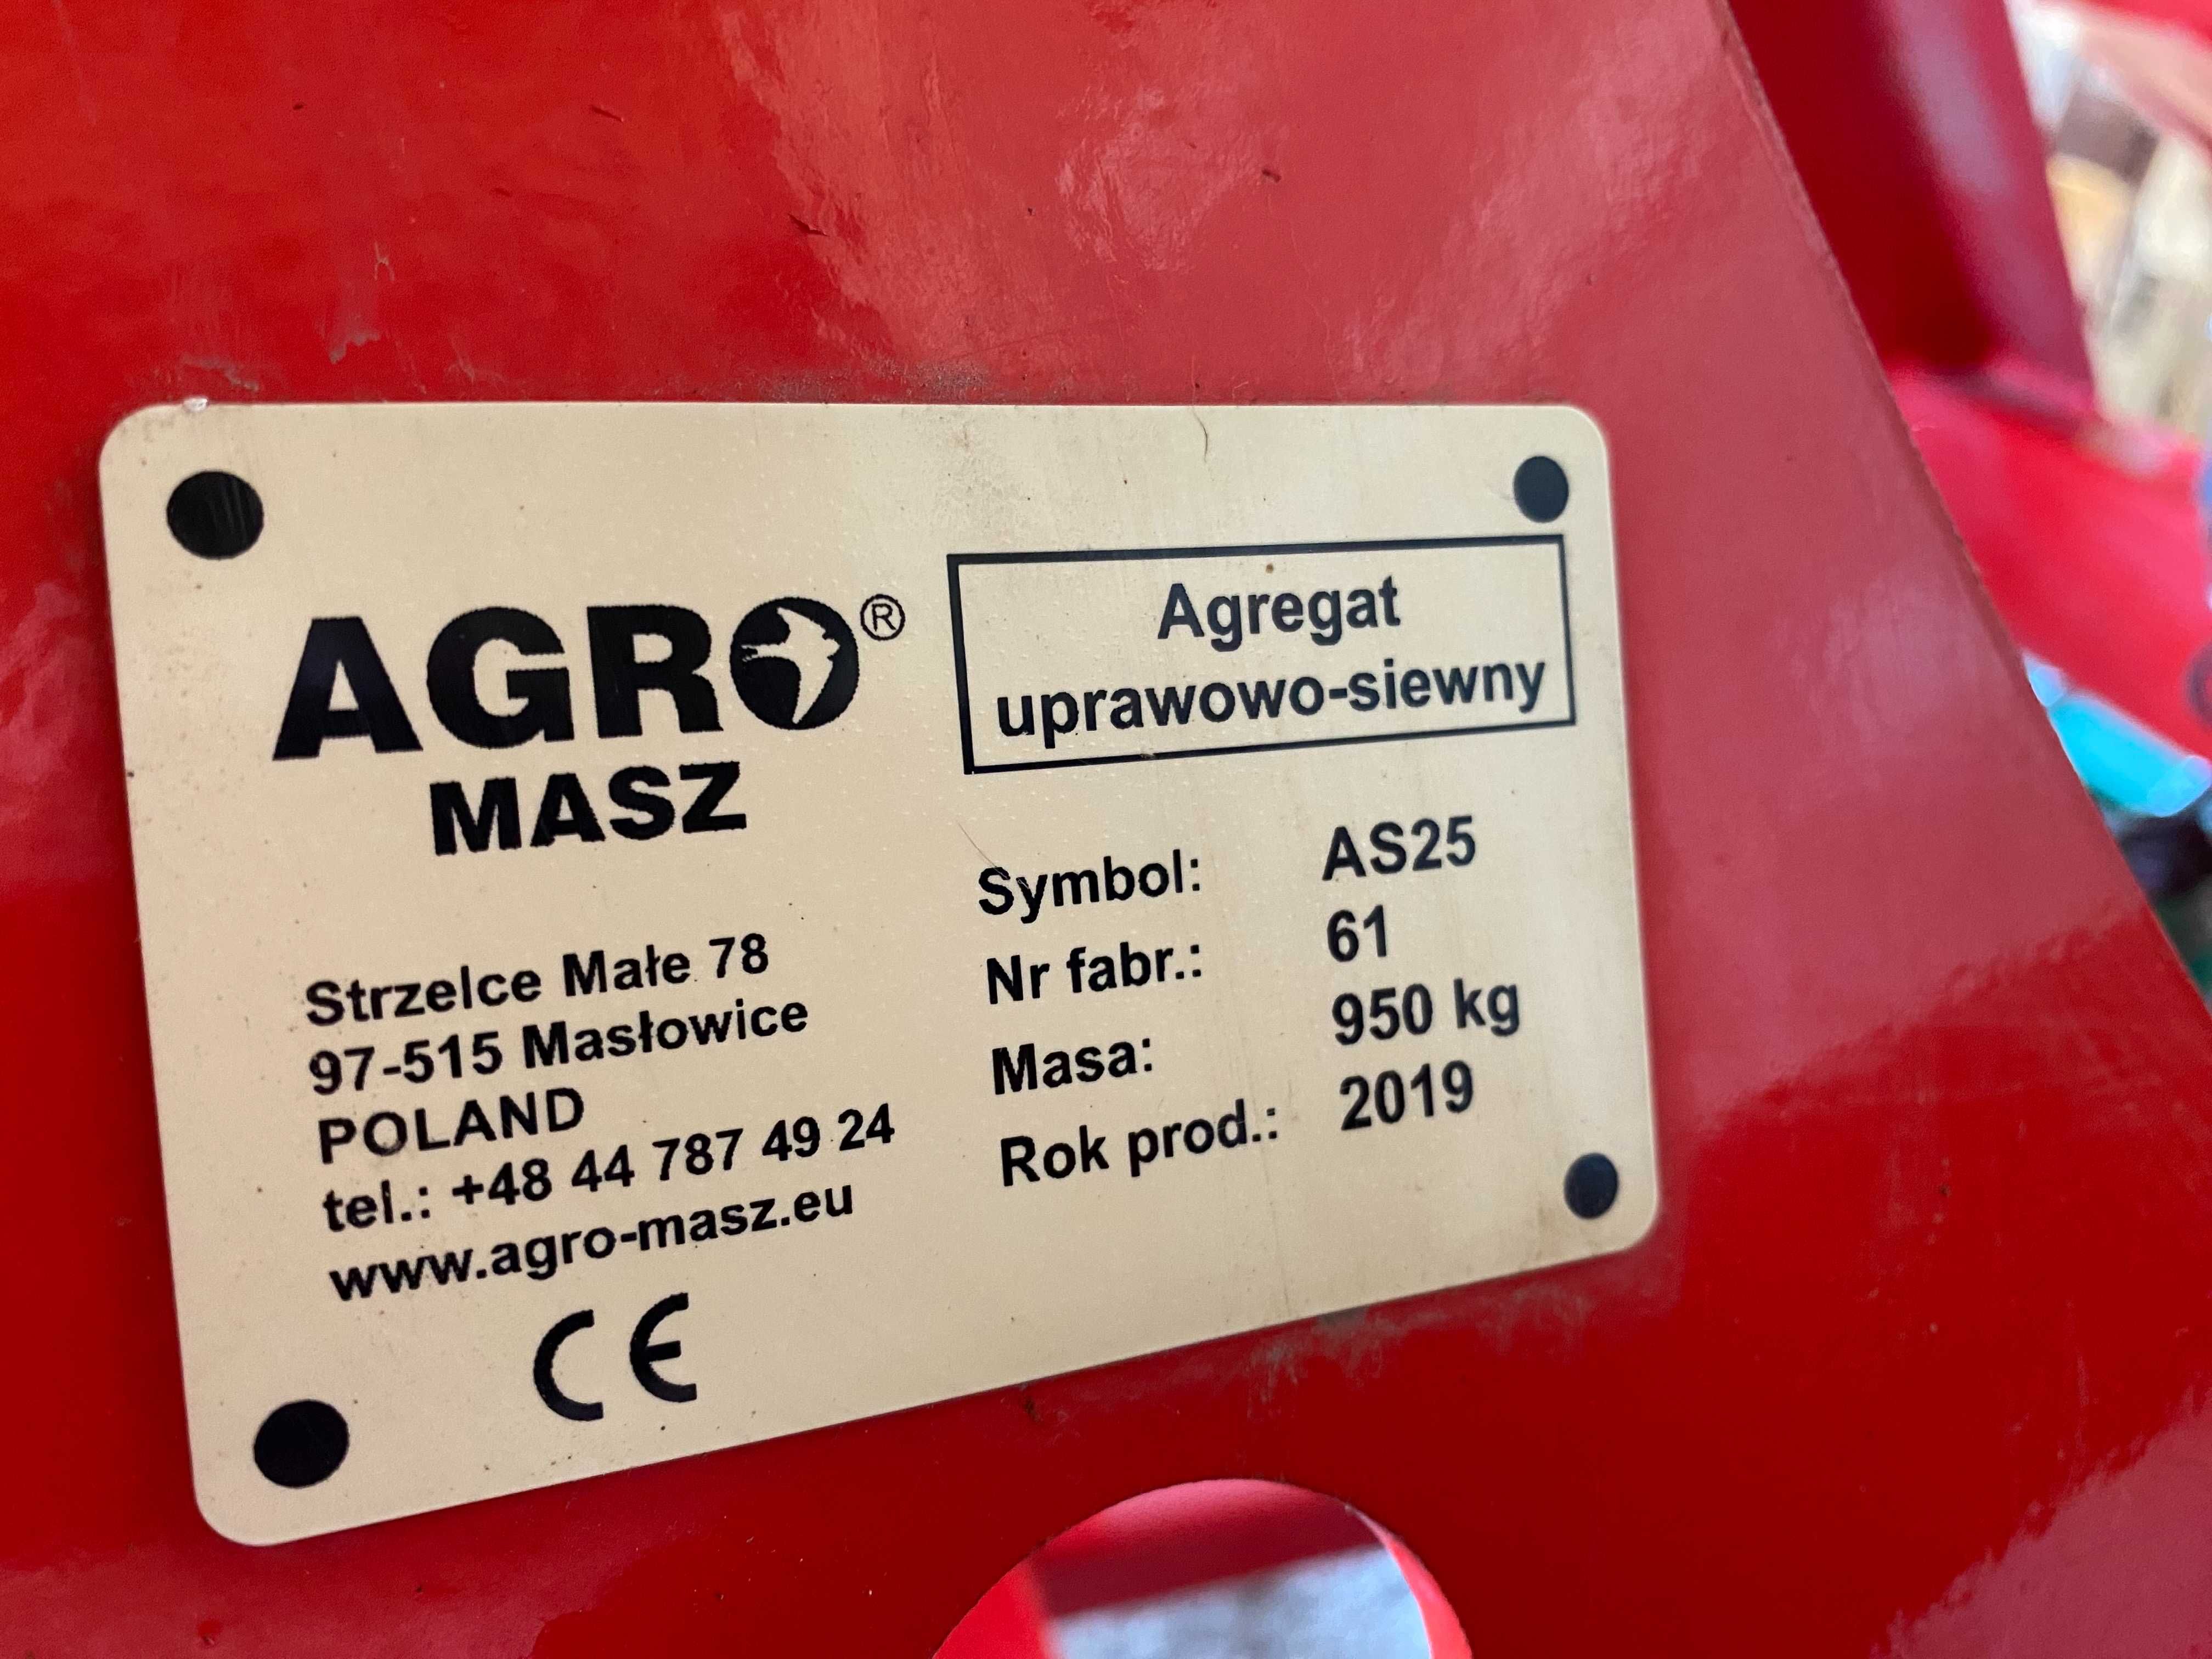 AGRO®
MASZ
Agregat
uprawowo-siewny
Strzelce Małe 78
97-515 Masłowice
POLAND
tel.: +48 44 787 49 24
www.agro-masz.eu
CE
Symbol: AS25
Nr fabr.: 61
Masa: 950 kg
Rok prod.: 2019